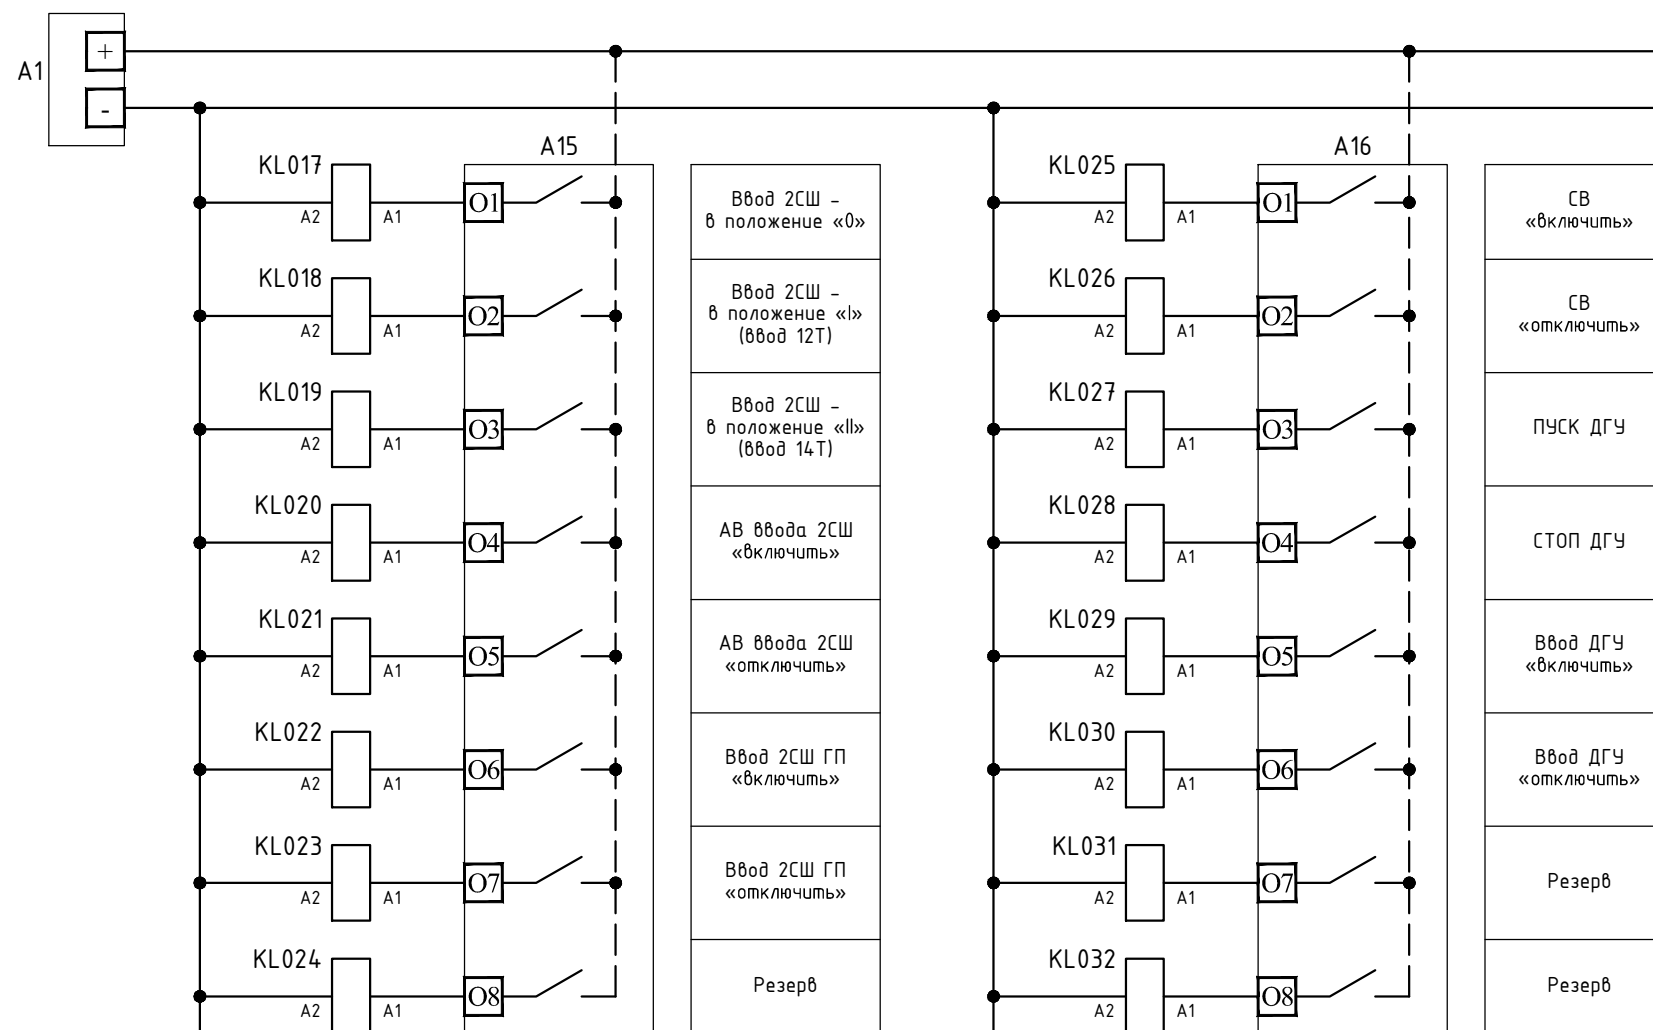 A1
+
-
A15
KL017
A2
A1
O1
Ввод 2СШ -
в положение «0»
KL018
A2
A1
O2
Ввод 2СШ -
в положение «I»
(ввод 12Т)
KL019
A2
A1
O3
Ввод 2СШ -
в положение «II»
(ввод 14Т)
KL020
A2
A1
O4
АВ ввода 2СШ
«включить»
KL021
A2
A1
O5
АВ ввода 2СШ
«отключить»
KL022
A2
A1
O6
Ввод 2СШ ГП
«включить»
KL023
A2
A1
O7
Ввод 2СШ ГП
«отключить»
KL024
A2
A1
O8
Резерв
A16
KL025
A2
A1
O1
СВ
«включить»
KL026
A2
A1
O2
СВ
«отключить»
KL027
A2
A1
O3
ПУСК ДГУ
KL028
A2
A1
O4
СТОП ДГУ
KL029
A2
A1
O5
Ввод ДГУ
«включить»
KL030
A2
A1
O6
Ввод ДГУ
«отключить»
KL031
A2
A1
O7
Резерв
KL032
A2
A1
O8
Резерв